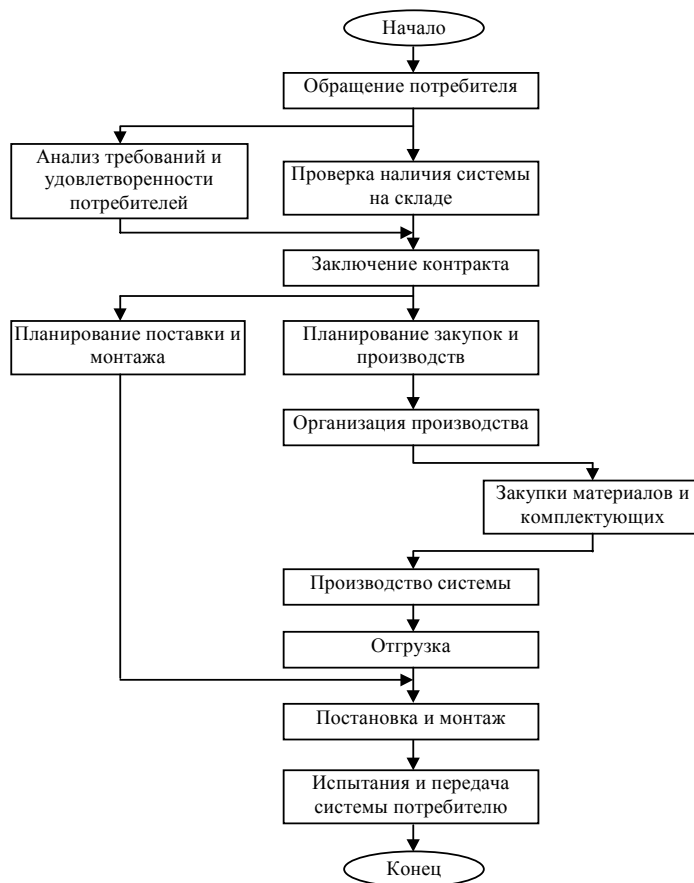 Начало
Обращение потребителя
Анализ требований и
удовлетворенности
потребителей
Проверка наличия системы
на складе
Заключение контракта
Планирование поставки и
монтажа
Планирование закупок и
производств
Организация производства
Закупки материалов и
комплектующих
Производство системы
Отгрузка
Постановка и монтаж
Испытания и передача
системы потребителю
Конец